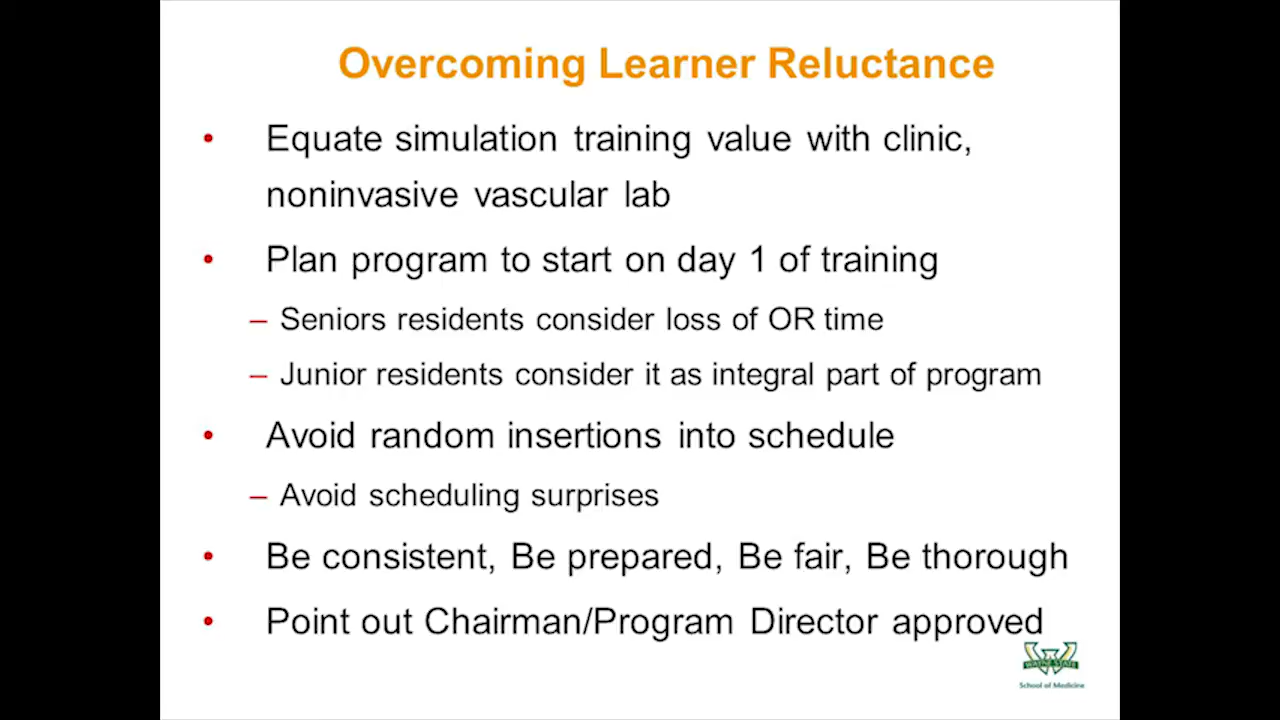 Overcoming Learner Reluctance
• Equate simulation training value with clinic,
noninvasive vascular lab
• Plan program to start on day 1 of training
– Seniors residents consider loss of OR time
– Junior residents consider it as integral part of program
• Avoid random insertions into schedule
– Avoid scheduling surprises
• Be consistent, Be prepared, Be fair, Be thorough
• Point out Chairman/Program Director approved
WAYNE STATE
School of Medicine